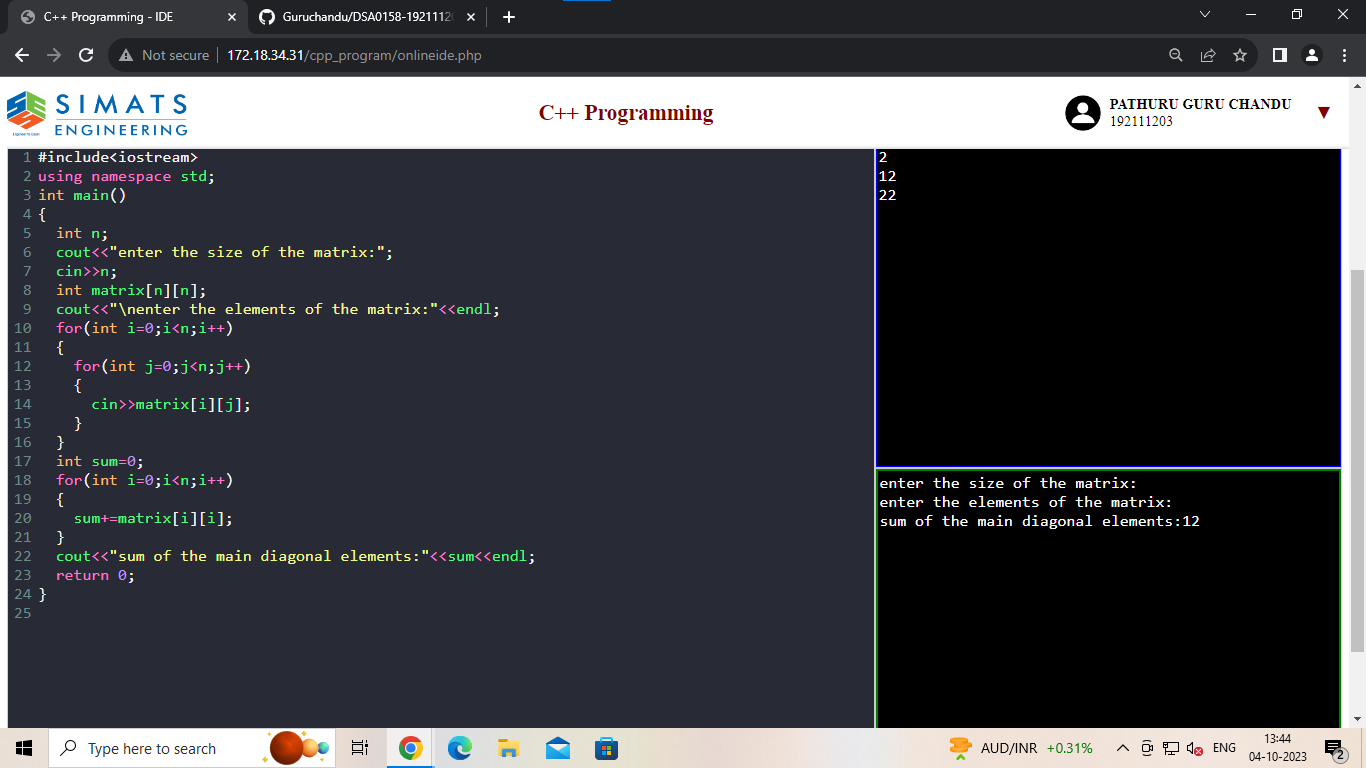 C++ Programming - IDE
Guruchandu/DSA0158-1921112
Not secure
172.18.34.31/cpp_program/onlineide.php
SIMATS
ENGINEERING
C++ Programming
PATHURU GURU CHANDU
192111203
1 #include<iostream>
2 using namespace std;
3 int main()
4 {
5 int n;
6 cout<<"enter the size of the matrix:";
7 cin>>n;
8 int matrix[n][n];
9 cout<<"\nenter the elements of the matrix:"<<endl;
10 for(int i=0;i<n;i++)
11 {
12 for(int j=0;j<n;j++)
13 {
14 cin>>matrix[i][j];
15 }
16 }
17 int sum=0;
18 for(int i=0;i<n;i++)
19 {
20 sum+=matrix[i][i];
21 }
22 cout<<"sum of the main diagonal elements:"<<sum<<endl;
23 return 0;
24 }
25
2
12
22
enter the size of the matrix:
enter the elements of the matrix:
sum of the main diagonal elements:12
Type here to search
AUD/INR +0.31%
ENG
13:44
04-10-2023
2